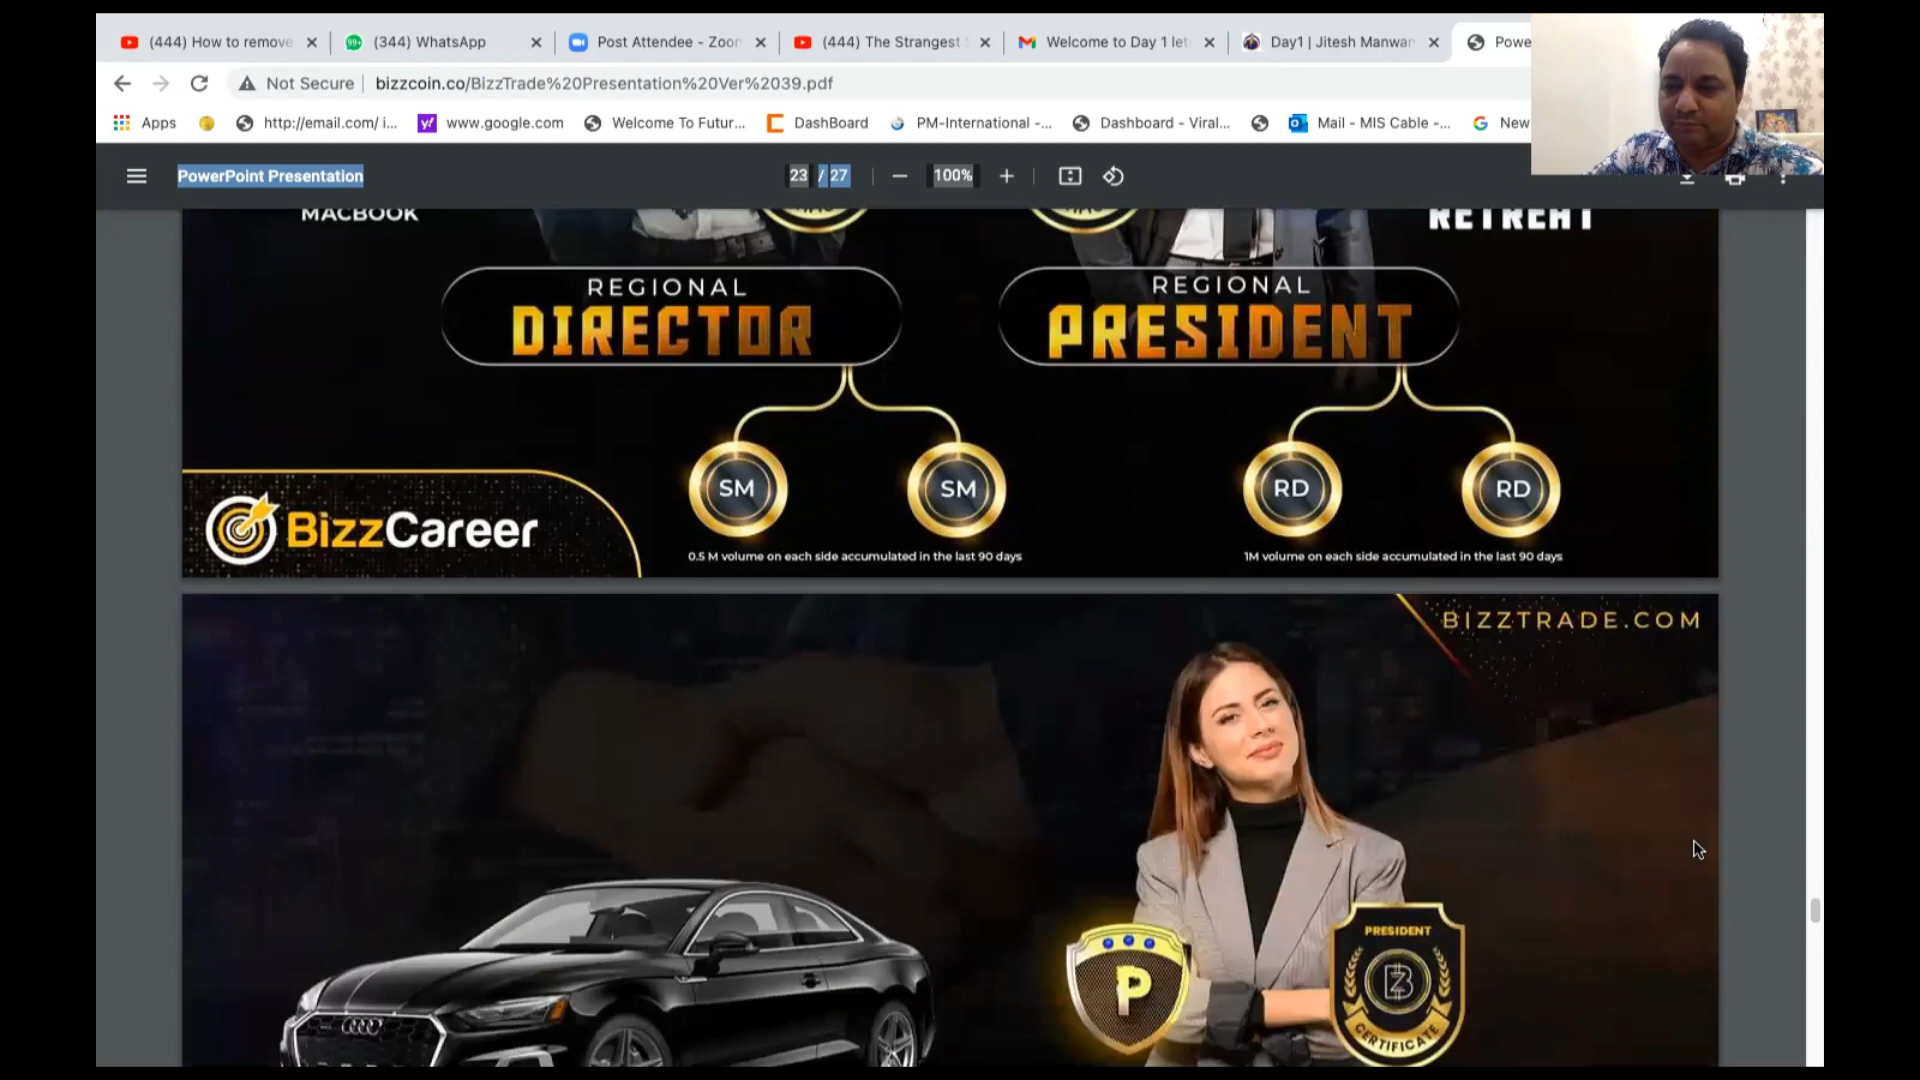 (444) How to remove
(344) WhatsApp
Post Attendee - Zoom
(444) The Strangest
Welcome to Day 1 let
Day1 | Jitesh Manwan
Powe
Not Secure
bizzcoin.co/BizzTrade%20Presentation%20Ver%2039.pdf
Apps
http://email.com/ i...
www.google.com
Welcome To Futur...
DashBoard
PM-International -...
Dashboard - Viral...
Mail - MIS Cable -...
New
PowerPoint Presentation
23 / 27
100%
MACBOOK
RETREAT
REGIONAL
DIRECTOR
REGIONAL
PRESIDENT
SM
SM
RD
RD
BizzCareer
0.5 M volume on each side accumulated in the last 90 days
1M volume on each side accumulated in the last 90 days
BIZZTRADE.COM
P
PRESIDENT
CERTIFICATE